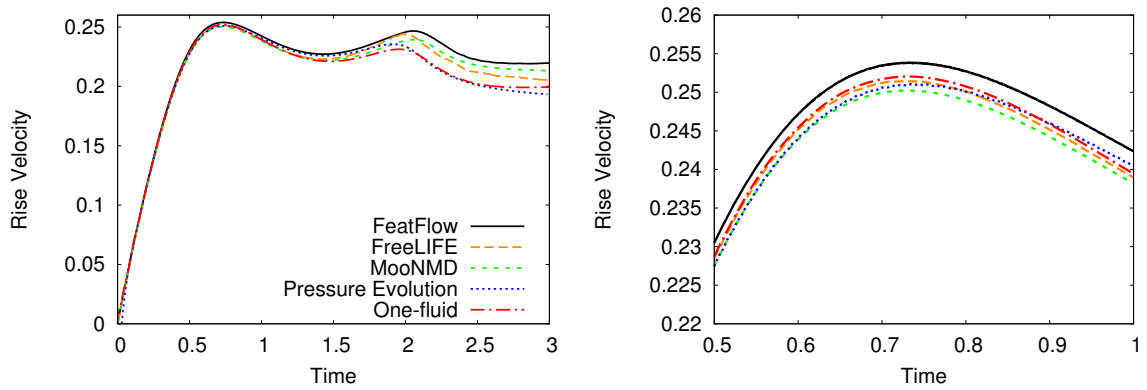 0.25
0.2
0.15
0.1
0.05
0
Rise Velocity
FeatFlow
FreeLIFE
MooNMD
Pressure Evolution
One-fluid
0 0.5 1 1.5 2 2.5 3
Time
0.26
0.255
0.25
0.245
0.24
0.235
0.23
0.225
0.22
Rise Velocity
0.5 0.6 0.7 0.8 0.9 1
Time